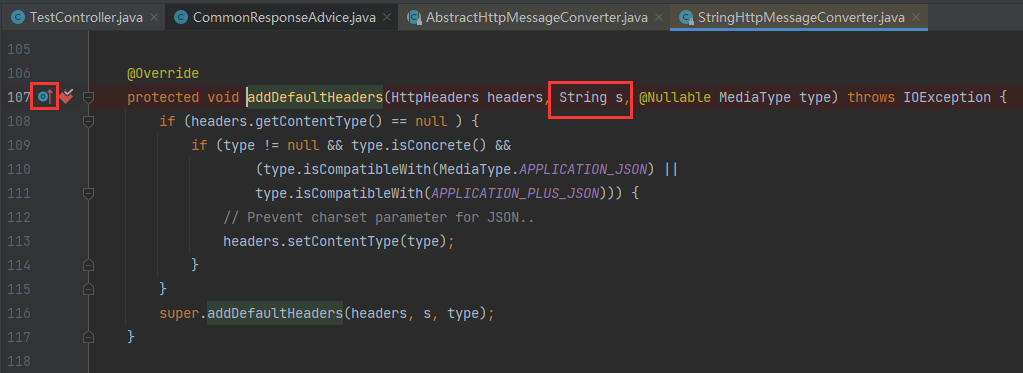 TestController.java × CommonResponseAdvice.java × AbstractHttpMessageConverter.java × StringHttpMessageConverter.java ×
105
106 @Override
107 protected void addDefaultHeaders(HttpHeaders headers, String s, @Nullable MediaType type) throws IOException {
108 if (headers.getContentType() == null ) {
109 if (type != null && type.isConcrete() &&
110 (type.isCompatibleWith(MediaType.APPLICATION_JSON) ||
111 type.isCompatibleWith(APPLICATION_PLUS_JSON))) {
112 // Prevent charset parameter for JSON..
113 headers.setContentType(type);
114 }
115 }
116 super.addDefaultHeaders(headers, s, type);
117 }
118